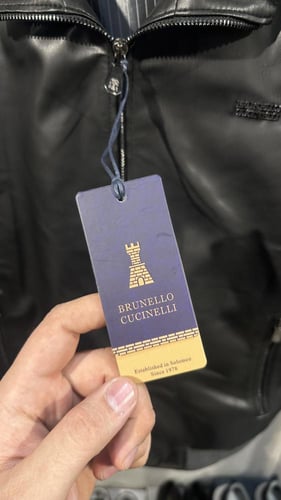 BRUNELLO
CUCINELLI
Established in Solomeo
Since 1978